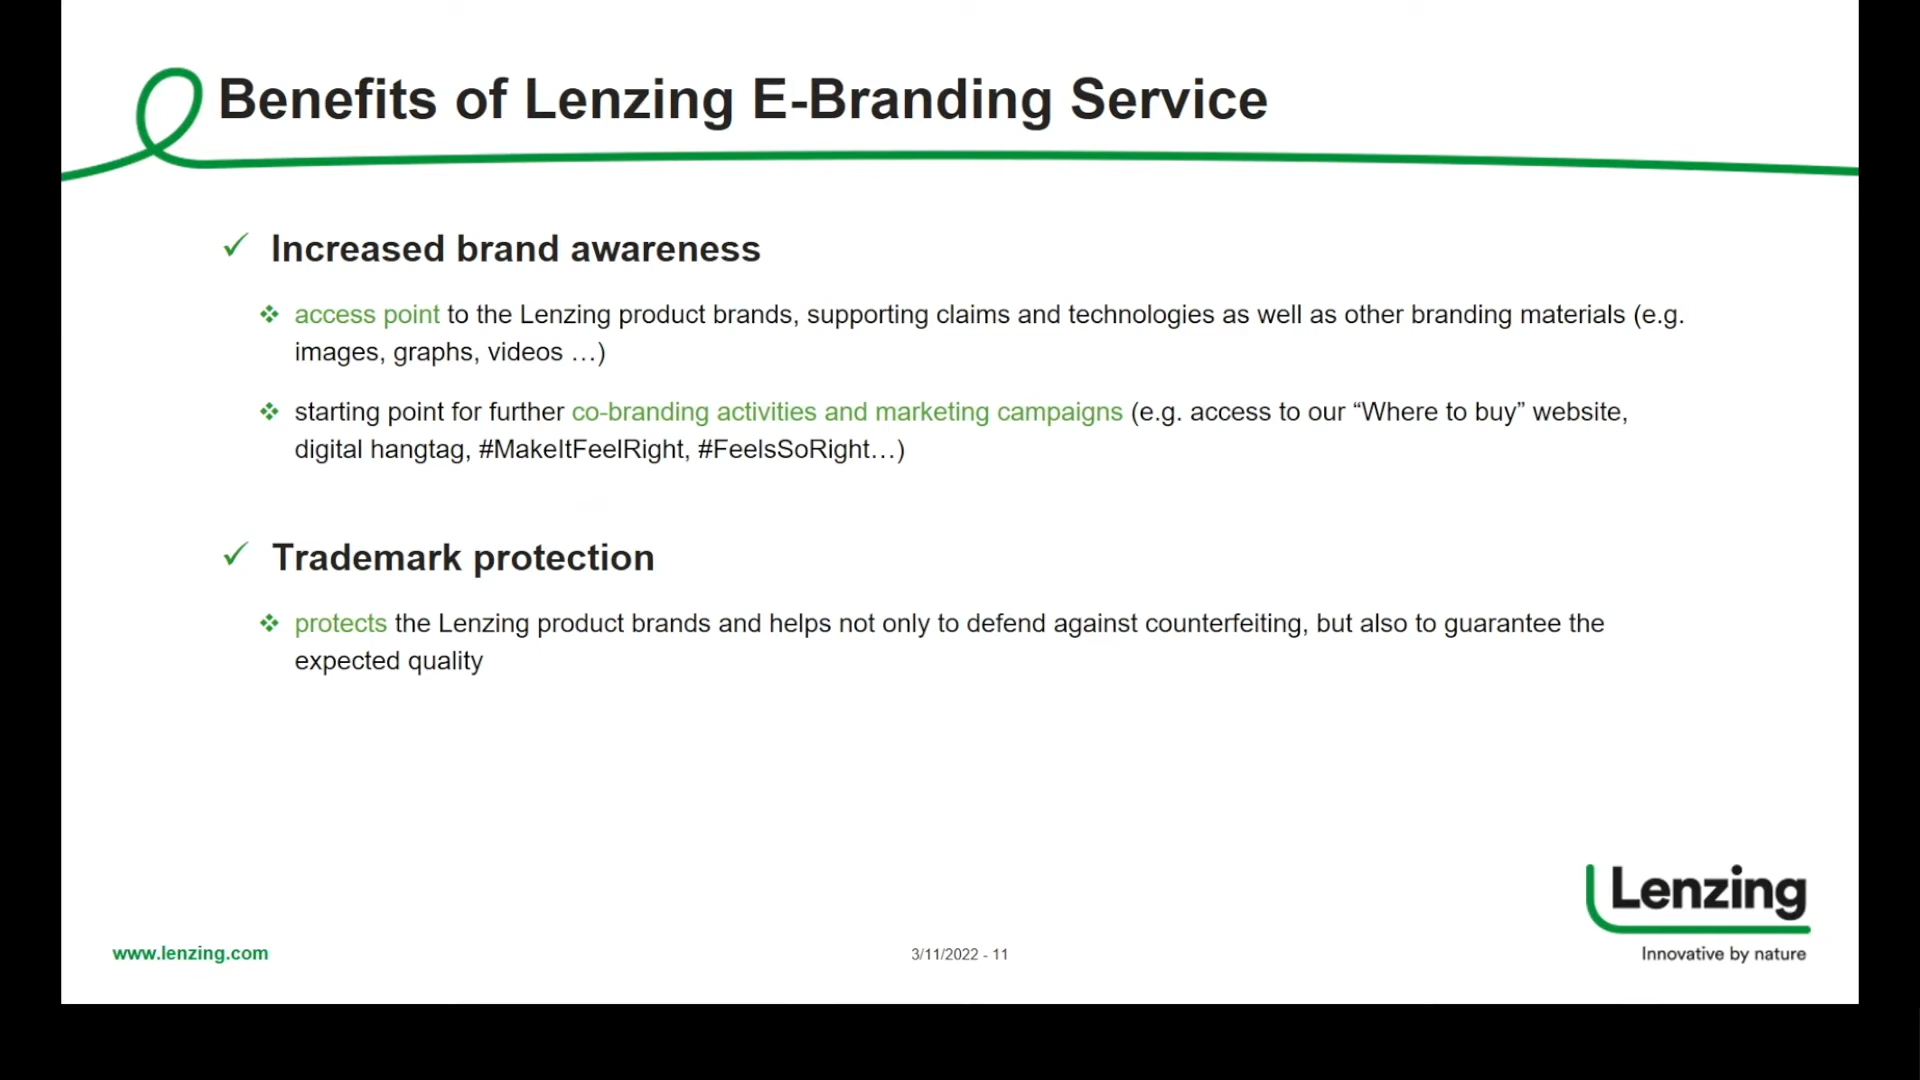 Benefits of Lenzing E-Branding Service
Increased brand awareness
access point to the Lenzing product brands, supporting claims and technologies as well as other branding materials (e.g.
images, graphs, videos …)
starting point for further co-branding activities and marketing campaigns (e.g. access to our “Where to buy” website,
digital hangtag, #MakeItFeelRight, #FeelsSoRight…)
Trademark protection
protects the Lenzing product brands and helps not only to defend against counterfeiting, but also to guarantee the
expected quality
Lenzing
Innovative by nature
www.lenzing.com
3/11/2022 - 11